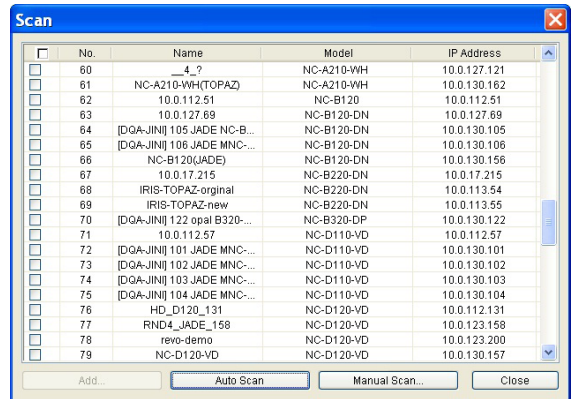 Scan
No. Name Model IP Address
60 __4_? NC-A210-WH 10.0.127.121
61 NC-A210-WH(TOPAZ) NC-A210-WH 10.0.130.162
62 10.0.112.51 NC-B120 10.0.112.51
63 10.0.127.69 NC-B120-DN 10.0.127.69
64 [DQA-JINI] 105 JADE NC-B... NC-B120-DN 10.0.130.105
65 [DQA-JINI] 106 JADE MNC-... NC-B120-DN 10.0.130.106
66 NC-B120(JADE) NC-B120-DN 10.0.130.156
67 10.0.17.215 NC-B220-DN 10.0.17.215
68 IRIS-TOPAZ-orginal NC-B220-DN 10.0.113.54
69 IRIS-TOPAZ-new NC-B220-DN 10.0.113.55
70 [DQA-JINI] 122 opal B320-... NC-B320-DP 10.0.130.122
71 10.0.112.57 NC-D110-VD 10.0.112.57
72 [DQA-JINI] 101 JADE MNC-... NC-D110-VD 10.0.130.101
73 [DQA-JINI] 102 JADE MNC-... NC-D110-VD 10.0.130.102
74 [DQA-JINI] 103 JADE MNC-... NC-D110-VD 10.0.130.103
75 [DQA-JINI] 104 JADE MNC-... NC-D110-VD 10.0.130.104
76 HD_D120_131 NC-D120-VD 10.0.112.131
77 RND4_JADE_158 NC-D120-VD 10.0.123.158
78 revo-demo NC-D120-VD 10.0.123.200
79 NC-D120-VD NC-D120-VD 10.0.130.157
Add... Auto Scan Manual Scan... Close